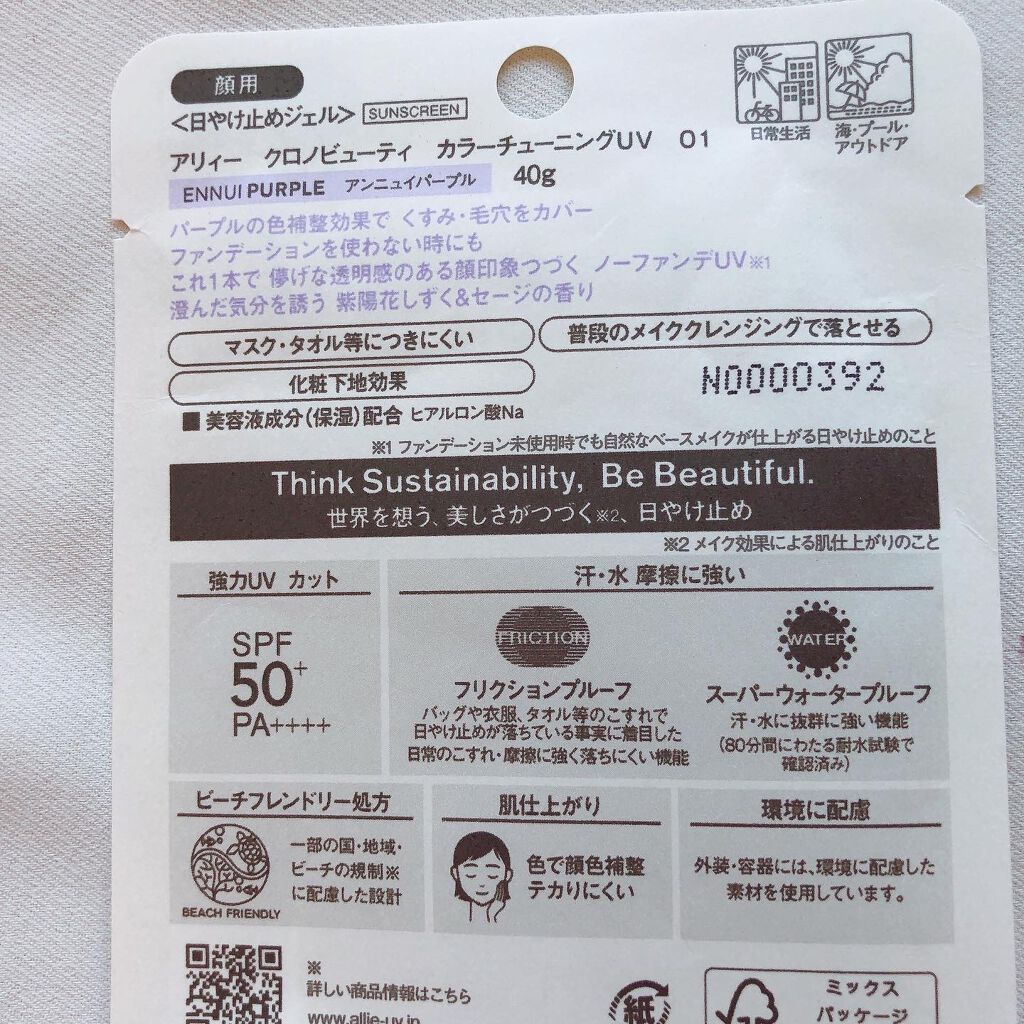 顔用
<日やけ止めジェル> SUNSCREEN
日常生活
海・プール・
アウトドア
アリィー クロノビューティ カラーチューニングUV 01
ENNUI PURPLE アンニュイパープル 40g
パープルの色補整効果で くすみ・毛穴をカバー
ファンデーションを使わない時にも
これ1本で 儚げな透明感のある顔印象つづく ノーファンデUV※1
澄んだ気分を誘う 紫陽花しずく&セージの香り
マスク・タオル等につきにくい
普段のメイククレンジングで落とせる
化粧下地効果
N0000392
■ 美容液成分(保湿)配合 ヒアルロン酸Na
※1 ファンデーション未使用時でも自然なベースメイクが仕上がる日やけ止めのこと
Think Sustainability, Be Beautiful.
世界を想う、美しさがつづく※2、日やけ止め
※2 メイク効果による肌仕上がりのこと
強力UV カット
SPF
50+
PA++++
汗・水 摩擦に強い
FRICTION
フリクションプルーフ
バッグや衣服、タオル等のこすれで
日やけ止めが落ちている事実に着目した
日常のこすれ・摩擦に強く落ちにくい機能
WATER
スーパーウォータープルーフ
汗・水に抜群に強い機能
(80分間にわたる耐水試験で
確認済み)
ビーチフレンドリー処方
BEACH FRIENDLY
一部の国・地域・
ビーチの規制※
に配慮した設計
肌仕上がり
色で顔色補整
テカりにくい
環境に配慮
外装・容器には、環境に配慮した
素材を使用しています。
※
詳しい商品情報はこちら
www.allie-uv.jp
紙
ミックス
パッケージ